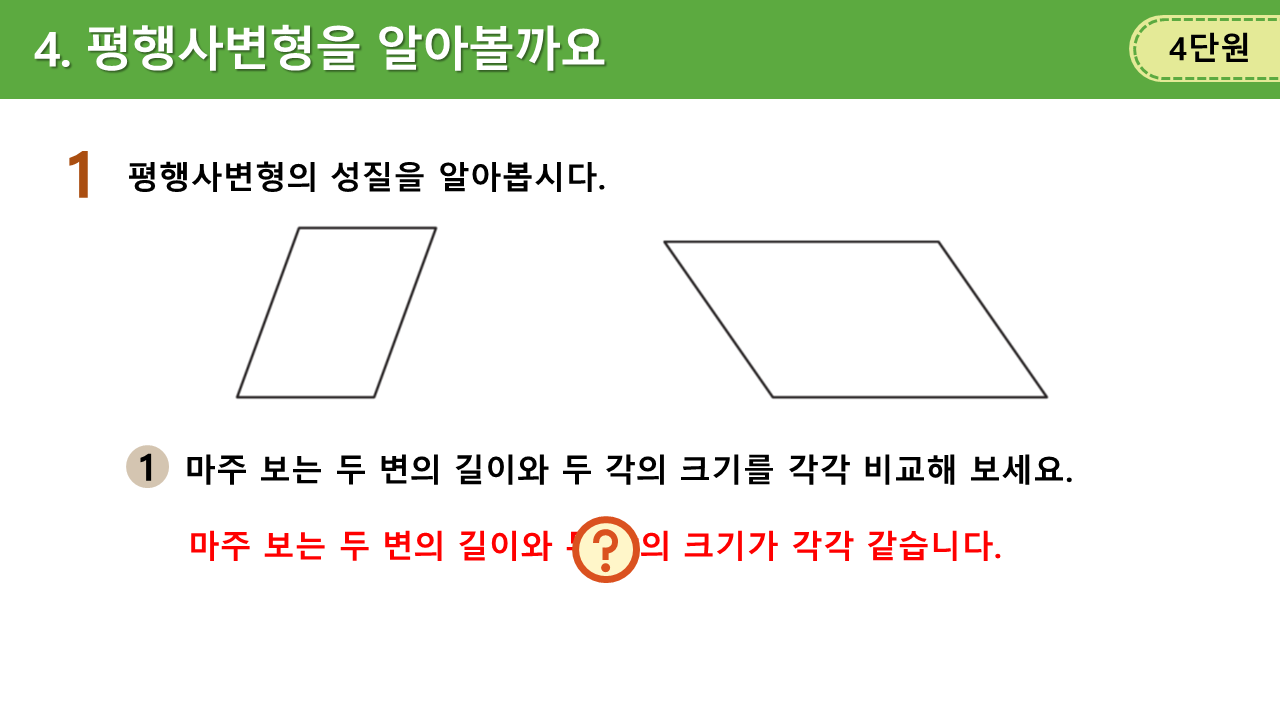 4. 평행사변형을 알아볼까요
4단원
1 평행사변형의 성질을 알아봅시다.
1 마주 보는 두 변의 길이와 두 각의 크기를 각각 비교해 보세요.
마주 보는 두 변의 길이와 ? 의 크기가 각각 같습니다.